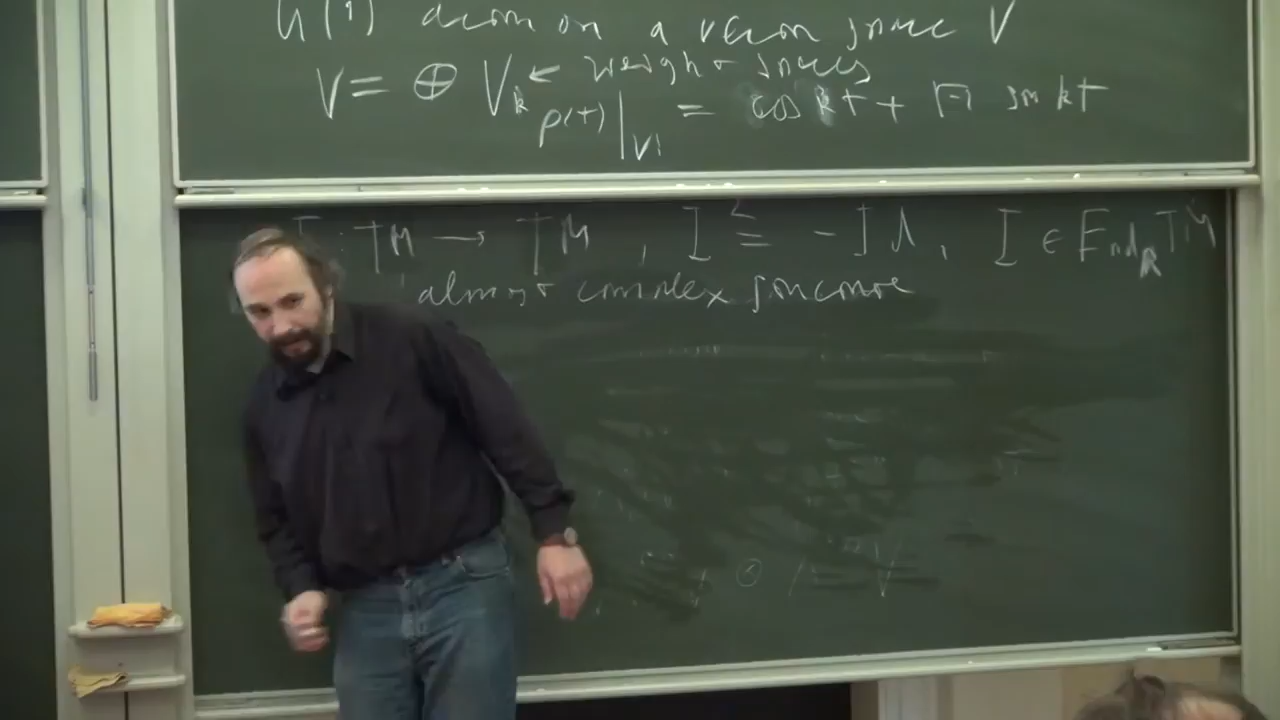 U(1) action on a vector space V
V = ⊕ V_k ← weight spaces
ρ(t)|_{V_1} = cos kt + √-1 sin kt
I : TM → TM , I² = -Id, I ∈ End_R TM
almost complex structure